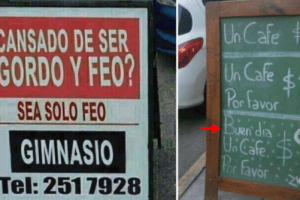 CANSADO DE SER
GORDO Y FEO?
SEA SOLO FEO
GIMNASIO
Tel: 251 7928
Un Cafe $
Un Cafe $
Por Favor
Buen día $
Un Cafe
Por Favor